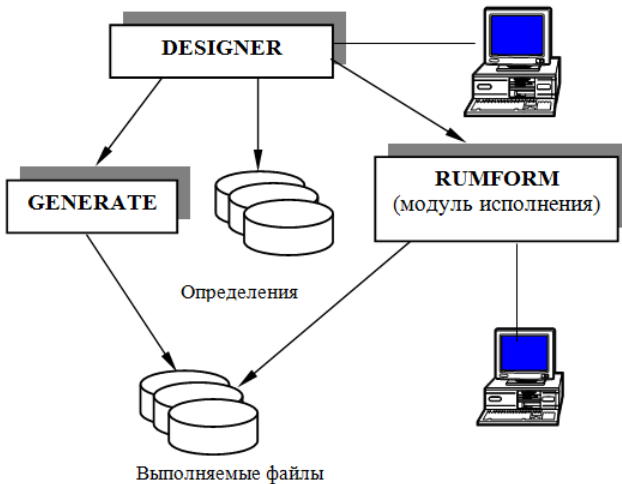 DESIGNER
GENERATE
RUMFORM
(модуль исполнения)
Определения
Выполняемые файлы